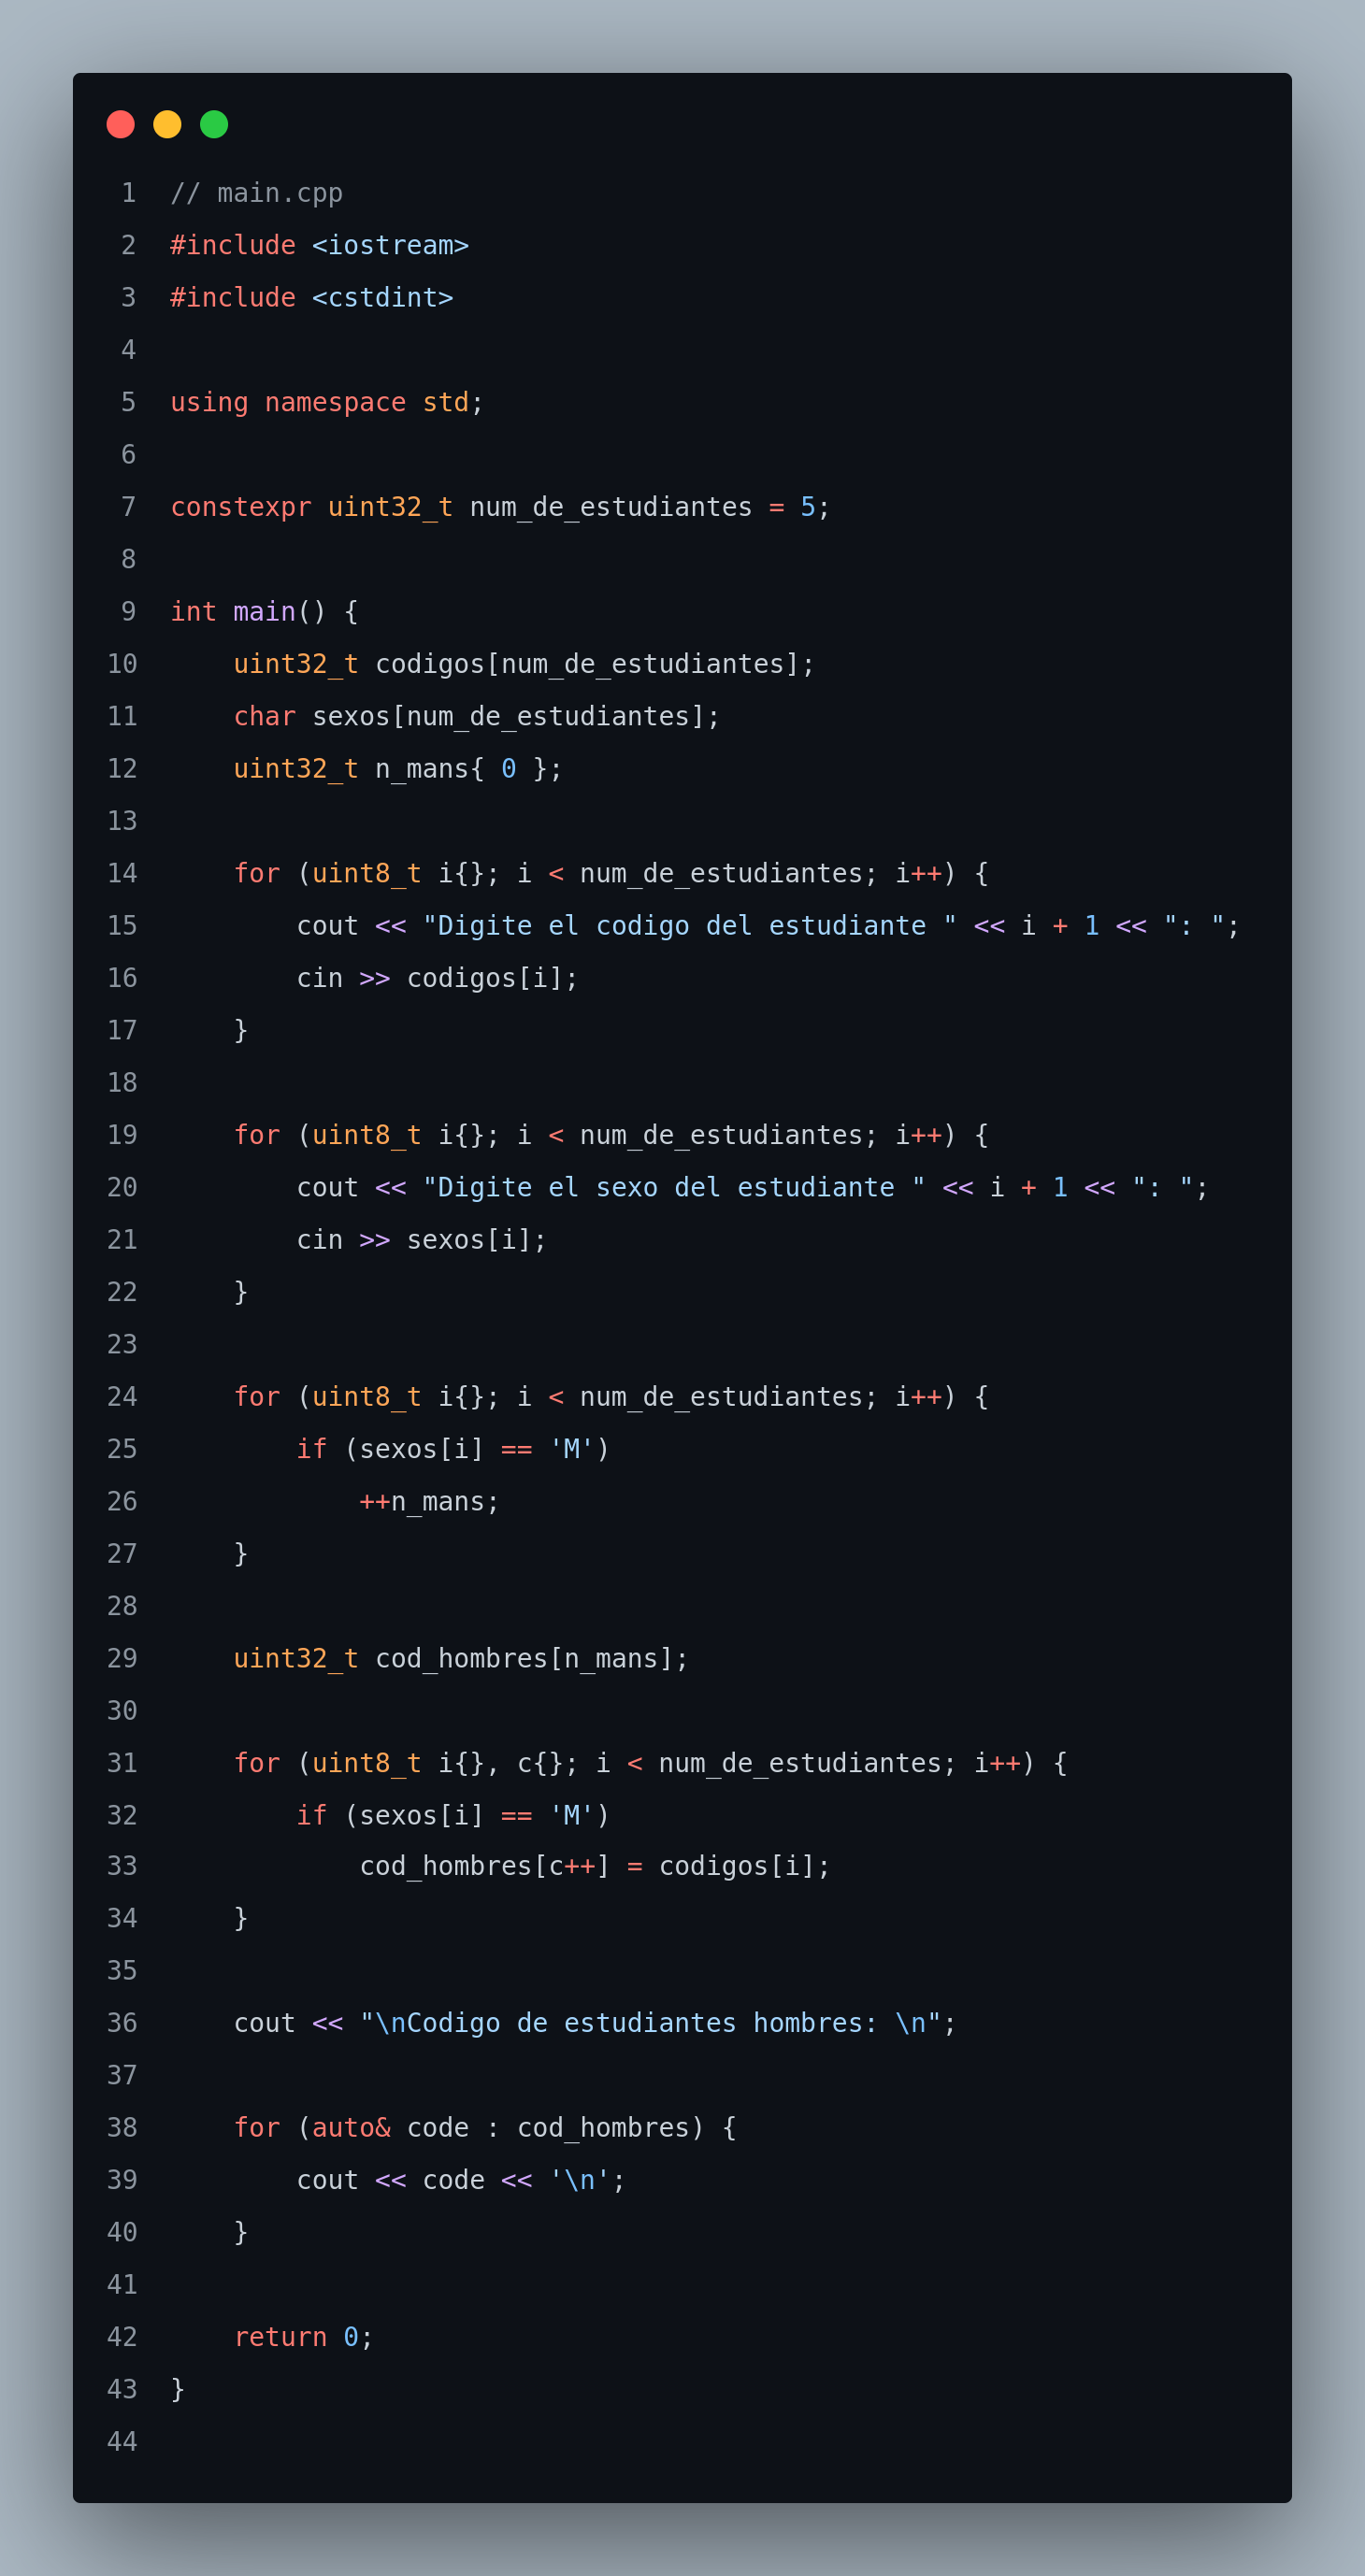 1 // main.cpp
2 #include <iostream>
3 #include <cstdint>
4
5 using namespace std;
6
7 constexpr uint32_t num_de_estudiantes = 5;
8
9 int main() {
10     uint32_t codigos[num_de_estudiantes];
11     char sexos[num_de_estudiantes];
12     uint32_t n_mans{ 0 };
13
14     for (uint8_t i{}; i < num_de_estudiantes; i++) {
15         cout << "Digite el codigo del estudiante " << i + 1 << ": ";
16         cin >> codigos[i];
17     }
18
19     for (uint8_t i{}; i < num_de_estudiantes; i++) {
20         cout << "Digite el sexo del estudiante " << i + 1 << ": ";
21         cin >> sexos[i];
22     }
23
24     for (uint8_t i{}; i < num_de_estudiantes; i++) {
25         if (sexos[i] == 'M')
26             ++n_mans;
27     }
28
29     uint32_t cod_hombres[n_mans];
30
31     for (uint8_t i{}, c{}; i < num_de_estudiantes; i++) {
32         if (sexos[i] == 'M')
33             cod_hombres[c++] = codigos[i];
34     }
35
36     cout << "\nCodigo de estudiantes hombres: \n";
37
38     for (auto& code : cod_hombres) {
39         cout << code << '\n';
40     }
41
42     return 0;
43 }
44